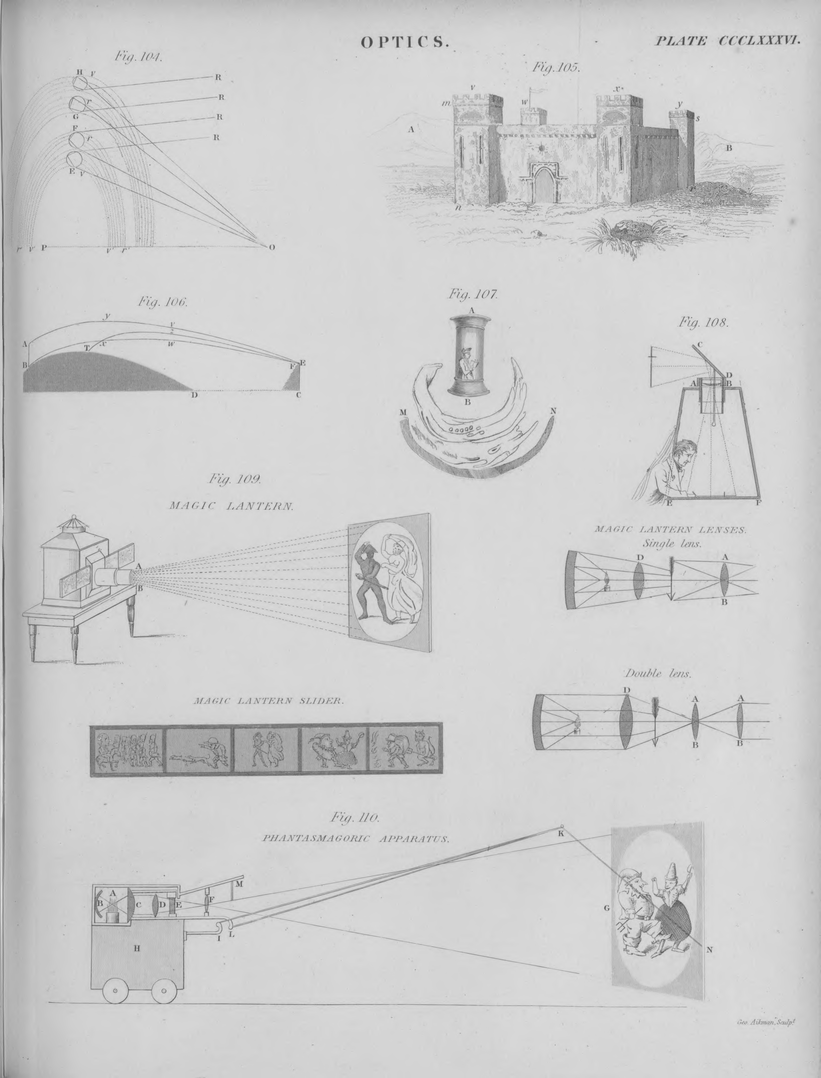 OPTICS.
PLATE CCCLXXXVI.
Fig. 104.
H V
R
r
R
G
F
R
r
R
E V
r V P
V r
O
Fig. 105.
V
X
m
W
y
s
A
B
R
P
Fig. 106.
y
V
A
T
x
w
B
F E
D
C
Fig. 107.
A
B
M
N
Fig. 108.
C
D
A
B
E
F
Fig. 109.
MAGIC LANTERN.
A
B
MAGIC LANTERN LENSES.
Single lens.
D
A
B
Double lens.
D
A
A
B
B
MAGIC LANTERN SLIDER.
Fig. 110.
PHANTASMAGORIC APPARATUS.
K
M
B
A
C
D
E
F
G
I
L
H
N
Geo. Aikman, Sculpt.